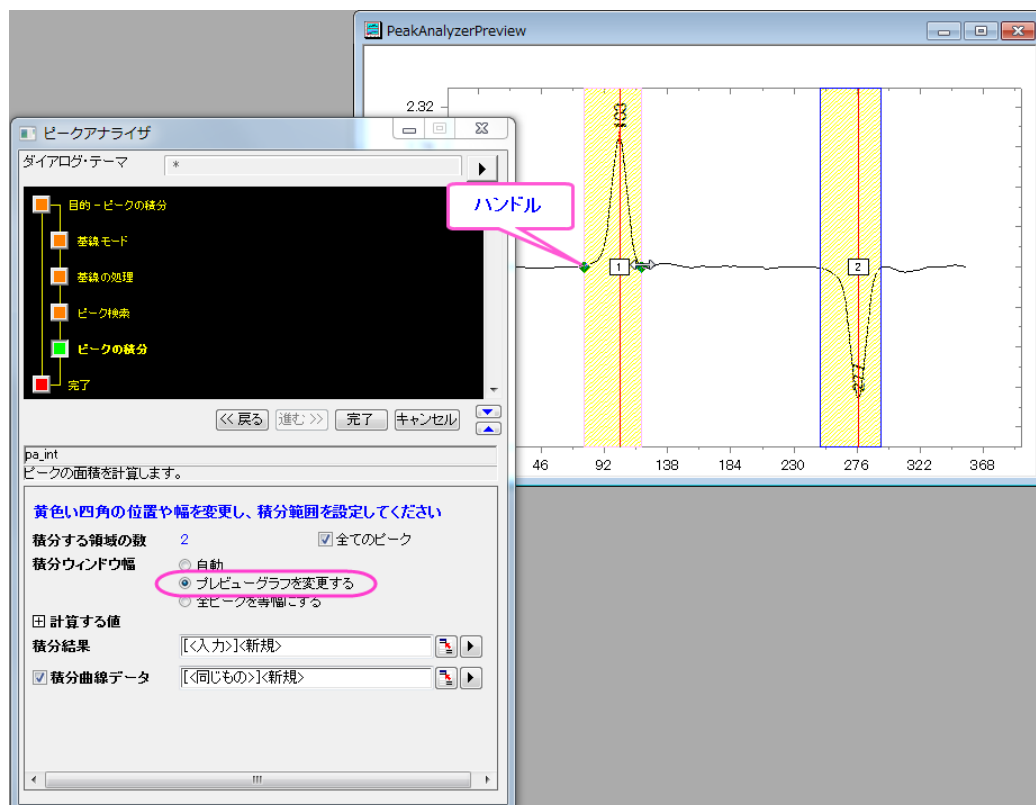 PeakAnalyzerPreview
2.32
103
ハンドル
1
2
46 92 138 184 230 276 322 368
ピークアナライザ
ダイアログ・テーマ *
目的 - ピークの積分
基線モード
基線の処理
ピーク検索
ピークの積分
完了
<< 戻る 進む >> 完了 キャンセル
pa_int
ピークの面積を計算します。
黄色い四角の位置や幅を変更し、積分範囲を設定してください
積分する領域の数 2 全てのピーク
積分ウィンドウ幅 自動
プレビューグラフを変更する
全ピークを等幅にする
計算する値
積分結果 [<入力>]<新規>
積分曲線データ [<同じもの>]<新規>